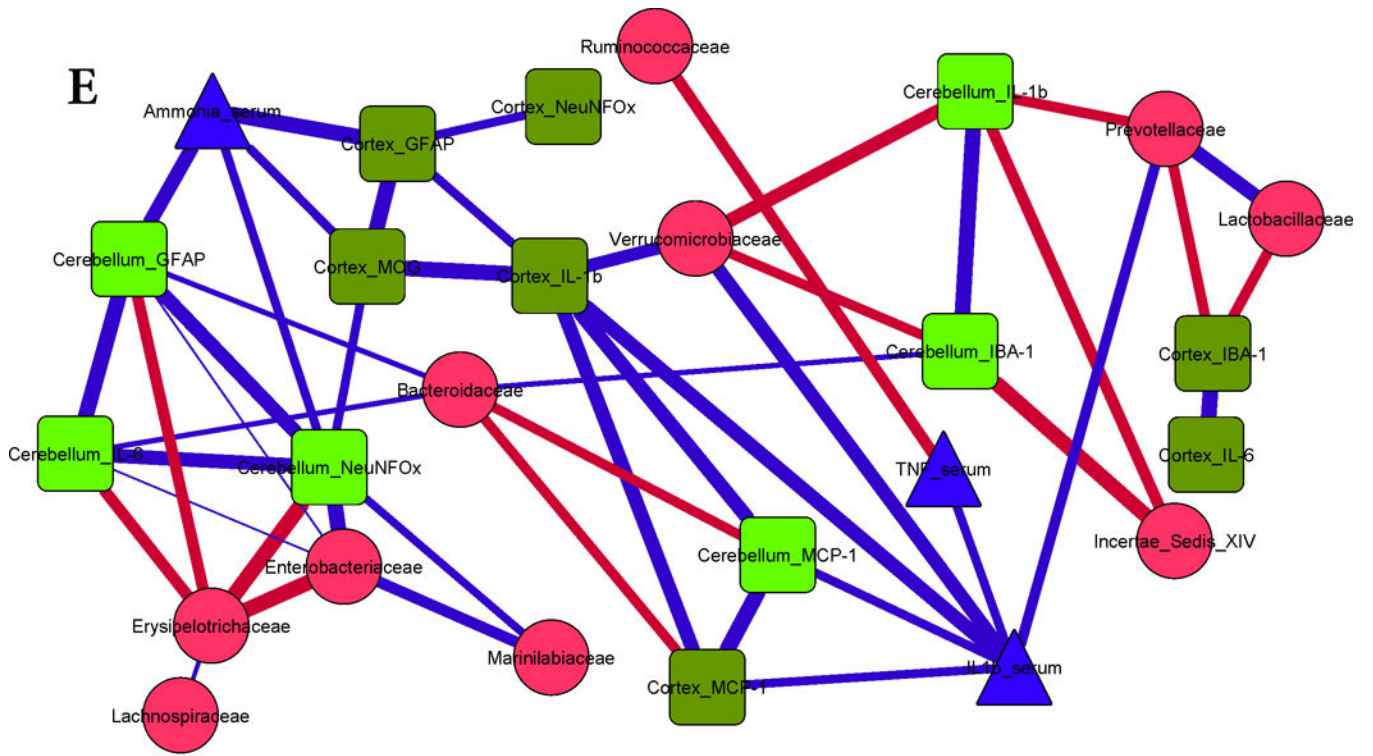 E
Ruminococcaceae
Ammonia_serum
Cortex_NeuNFOx
Cerebellum_IL-1b
Cortex_GFAP
Prevotellaceae
Lactobacillaceae
Verrucomicrobiaceae
Cerebellum_GFAP
Cortex_MOG
Cortex_IL-1b
Cerebellum_IBA-1
Cortex_IBA-1
Bacteroidaceae
Cerebellum_IL-6
Cerebellum_NeuNFOx
TNF_serum
Cortex_IL-6
Incertae_Sedis_XIV
Cerebellum_MCP-1
Enterobacteriaceae
Erysipelotrichaceae
Marinilabiaceae
IL1b_serum
Cortex_MCP-1
Lachnospiraceae